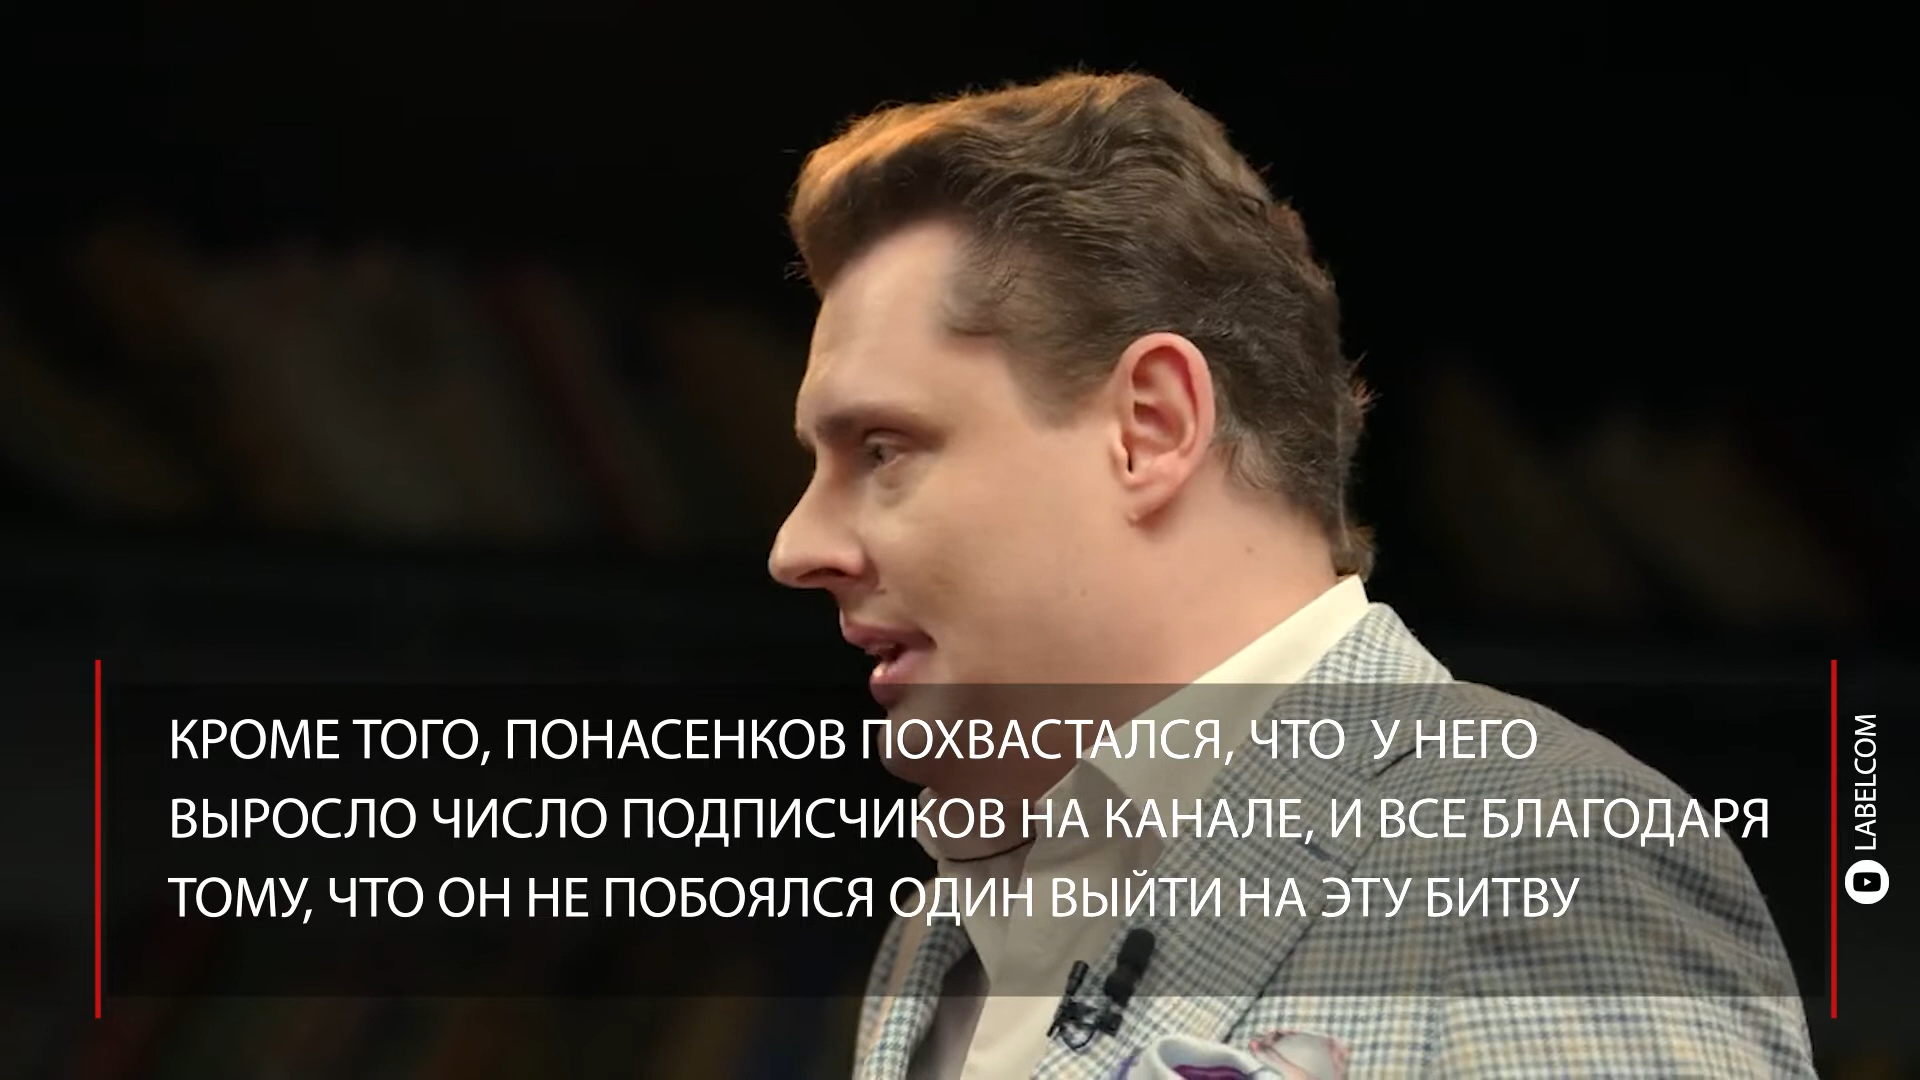 КРОМЕ ТОГО, ПОНАСЕНКОВ ПОХВАСТАЛСЯ, ЧТО  У НЕГО
ВЫРОСЛО ЧИСЛО ПОДПИСЧИКОВ НА КАНАЛЕ, И ВСЕ БЛАГОДАРЯ
ТОМУ, ЧТО ОН НЕ ПОБОЯЛСЯ ОДИН ВЫЙТИ НА ЭТУ БИТВУ
LABELCOM